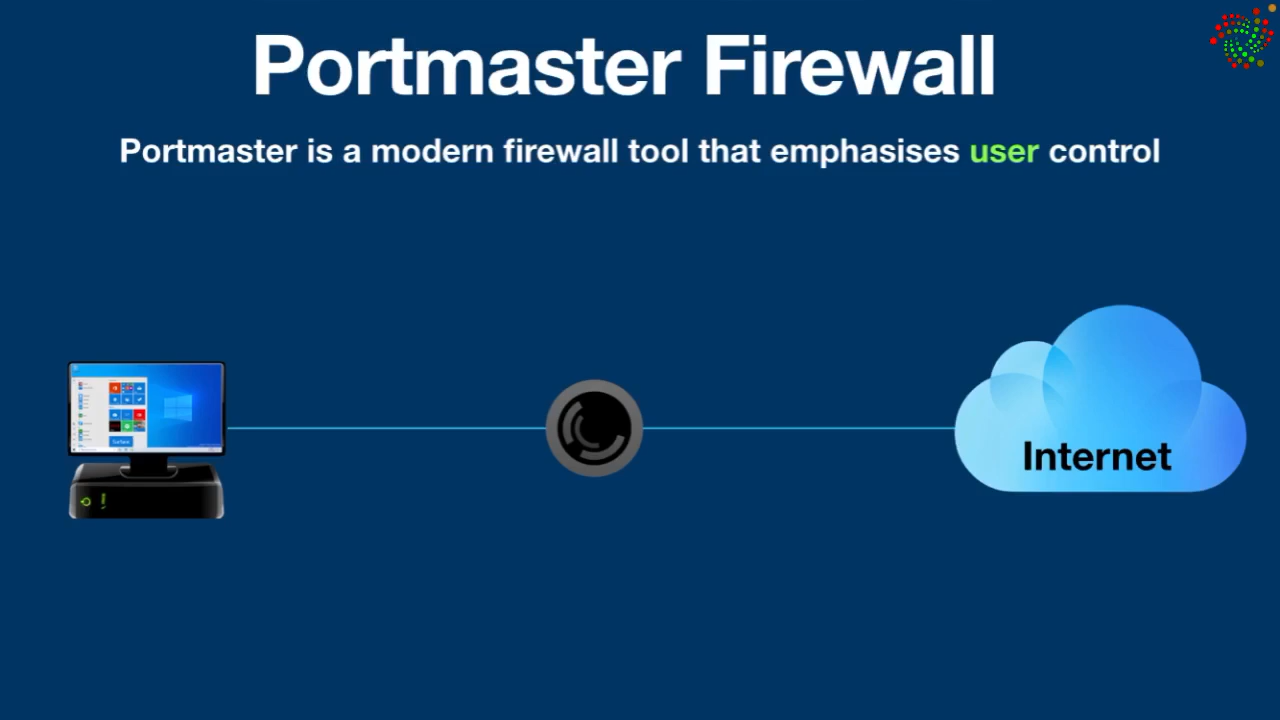 Portmaster Firewall
Portmaster is a modern firewall tool that emphasises user control
Internet